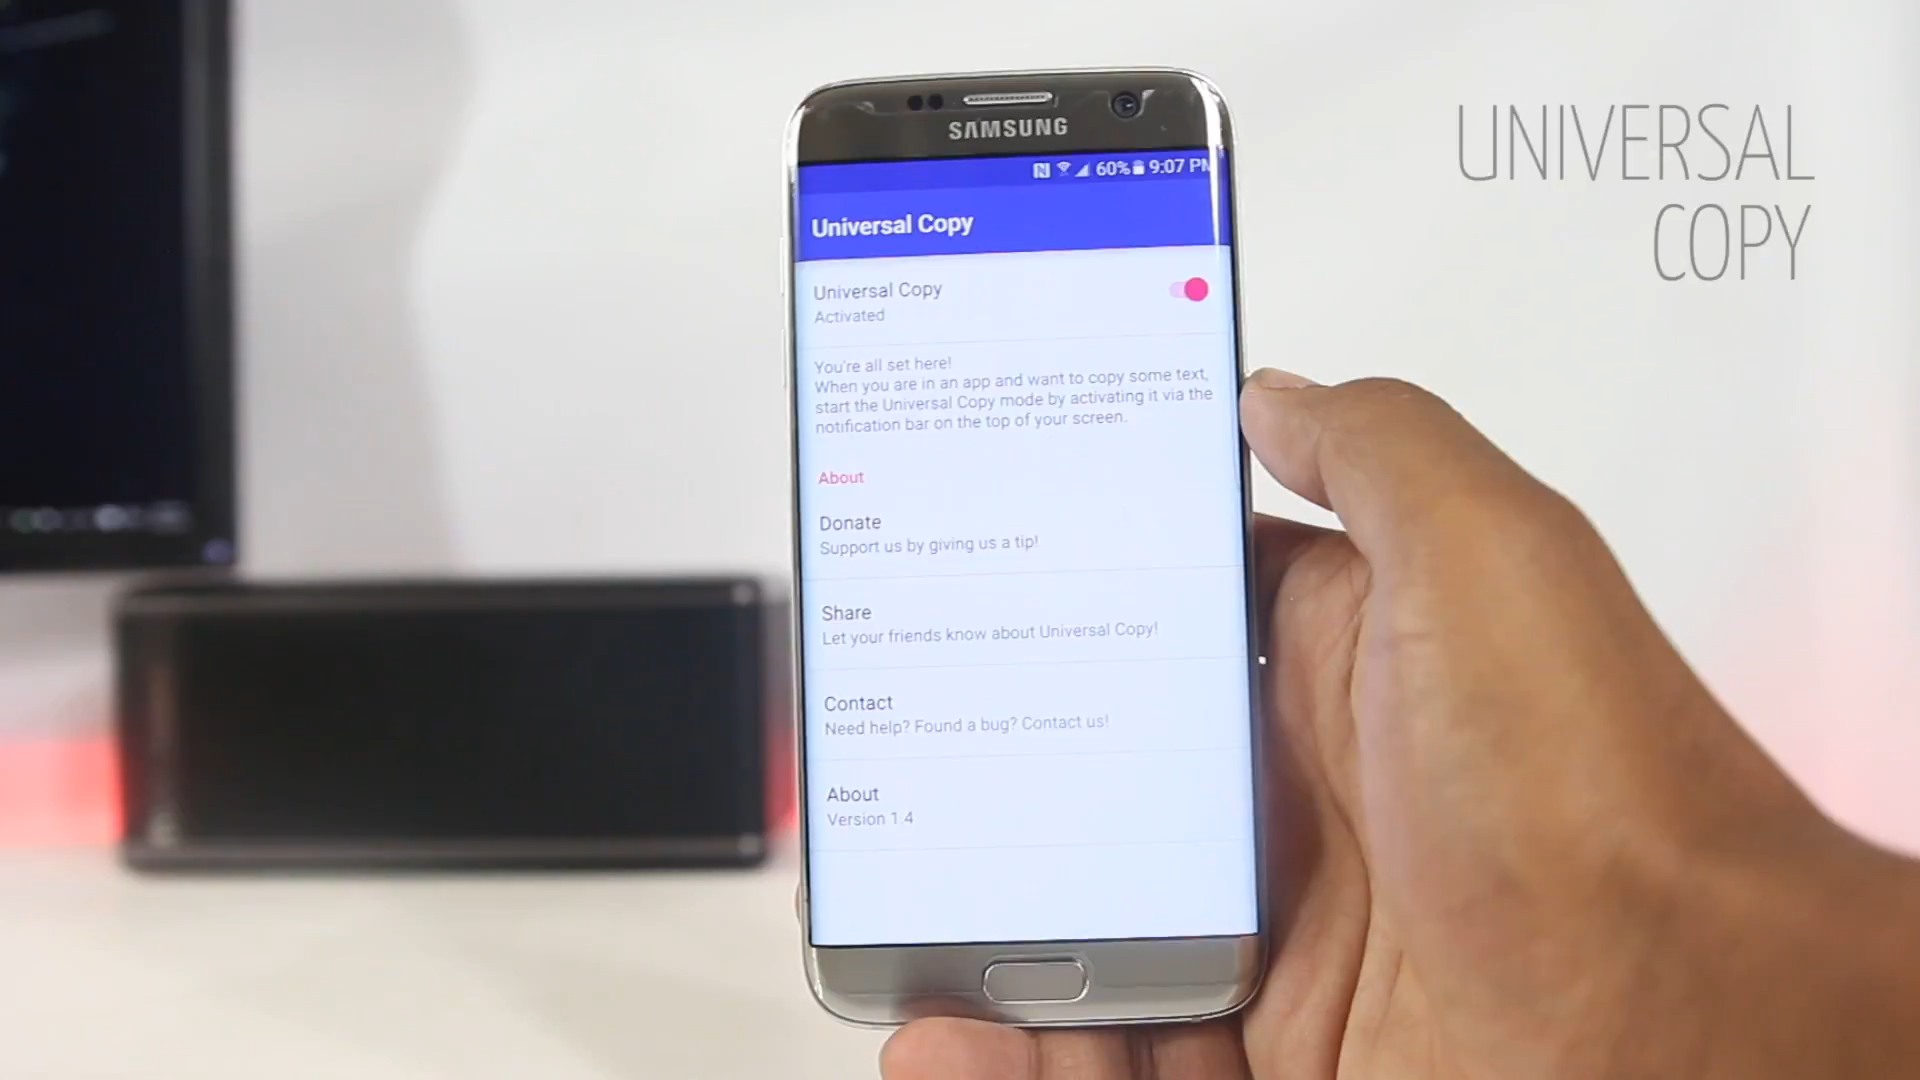 UNIVERSAL
COPY
SAMSUNG
60% 9:07 PM
Universal Copy
Universal Copy
Activated
You're all set here!
When you are in an app and want to copy some text,
start the Universal Copy mode by activating it via the
notification bar on the top of your screen.
About
Donate
Support us by giving us a tip!
Share
Let your friends know about Universal Copy!
Contact
Need help? Found a bug? Contact us!
About
Version 1.4